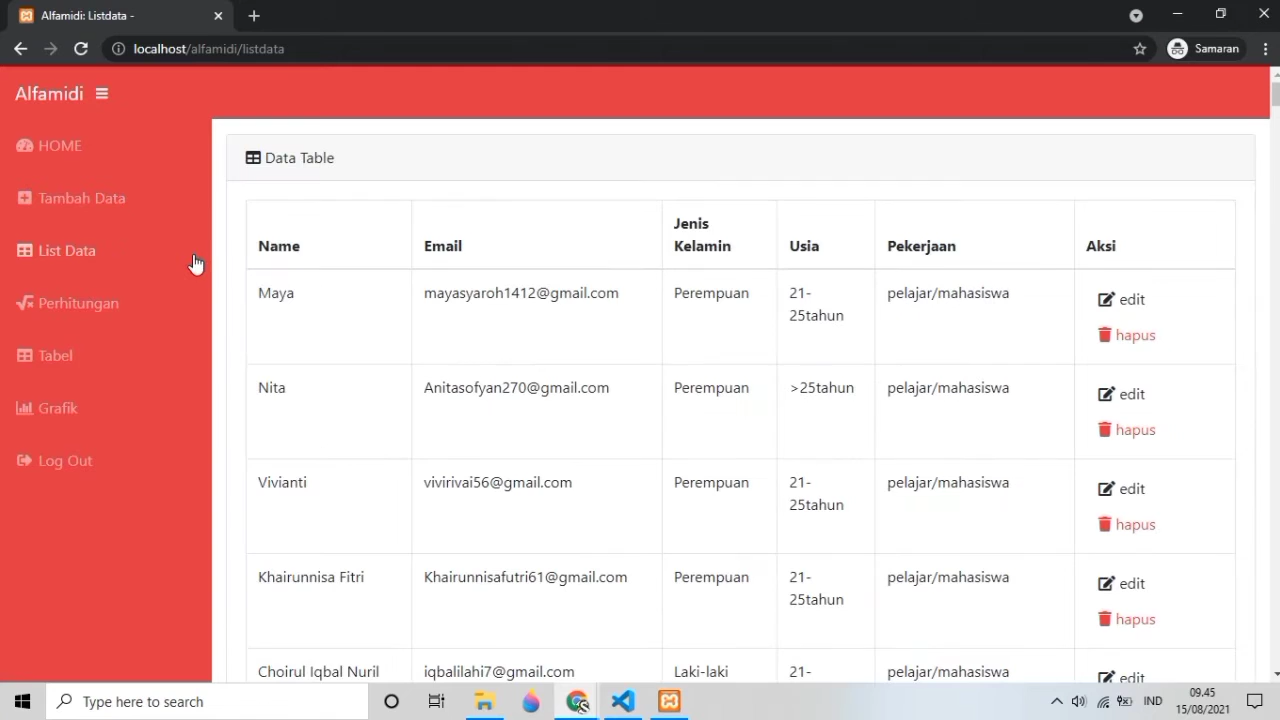 Alfamidi: Listdata -
localhost/alfamidi/listdata
Samaran
Alfamidi
HOME
Tambah Data
List Data
Perhitungan
Tabel
Grafik
Log Out
Data Table
Name Email Jenis Kelamin Usia Pekerjaan Aksi
Maya mayasyaroh1412@gmail.com Perempuan 21-25tahun pelajar/mahasiswa edit
hapus
Nita Anitasofyan270@gmail.com Perempuan >25tahun pelajar/mahasiswa edit
hapus
Vivianti vivirivai56@gmail.com Perempuan 21-25tahun pelajar/mahasiswa edit
hapus
Khairunnisa Fitri Khairunnisafutri61@gmail.com Perempuan 21-25tahun pelajar/mahasiswa edit
hapus
Choirul Iqbal Nuril iqbalilahi7@gmail.com Laki-laki 21- pelajar/mahasiswa edit
Type here to search
IND
09.45
15/08/2021